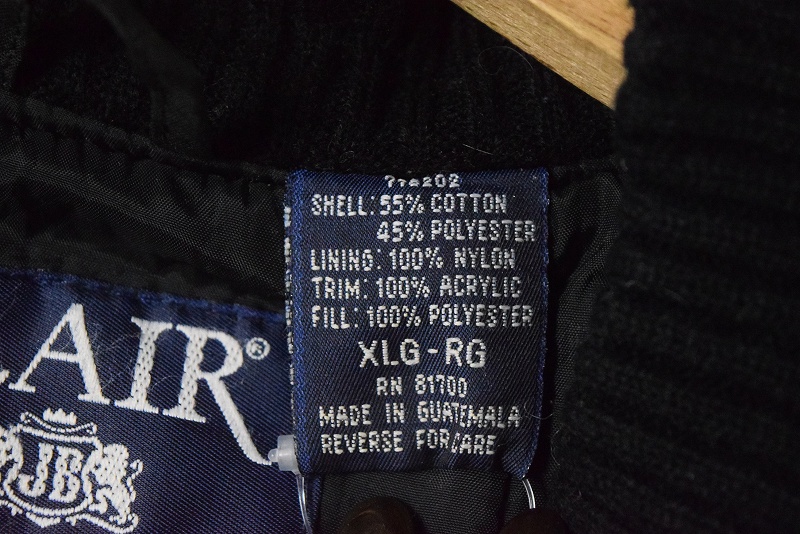 SHELL: 55% COTTON
45% POLYESTER
LINING: 100% NYLON
TRIM: 100% ACRYLIC
FILL: 100% POLYESTER
XLG - RG
RN 81700
MADE IN GUATEMALA
REVERSE FOR CARE
LAIR®
JB